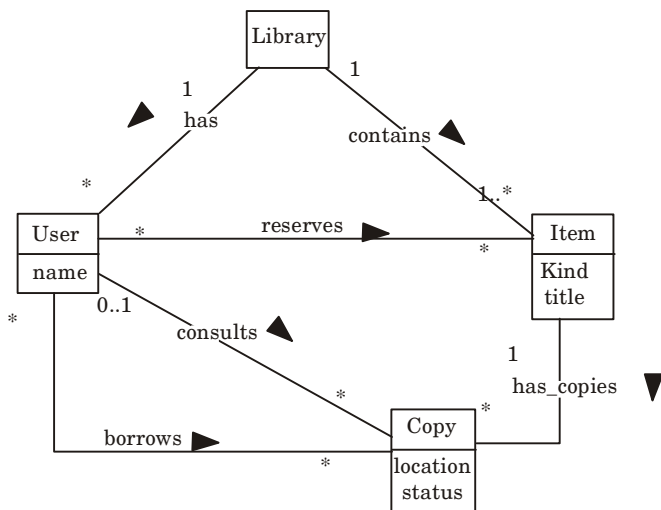 Library
1
1
has
contains
*
1..*
User
*
reserves
*
Item
name
Kind
title
*
0..1
consults
1
has_copies
*
*
Copy
borrows
*
location
status